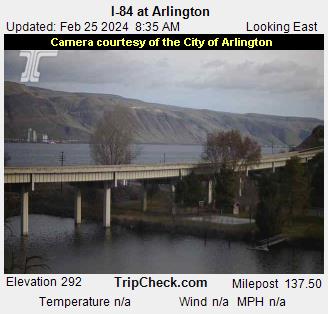 I-84 at Arlington
Updated: Feb 25 2024 8:35 AM Looking East
Camera courtesy of the City of Arlington
Elevation 292 TripCheck.com Milepost 137.50
Temperature n/a Wind n/a MPH n/a